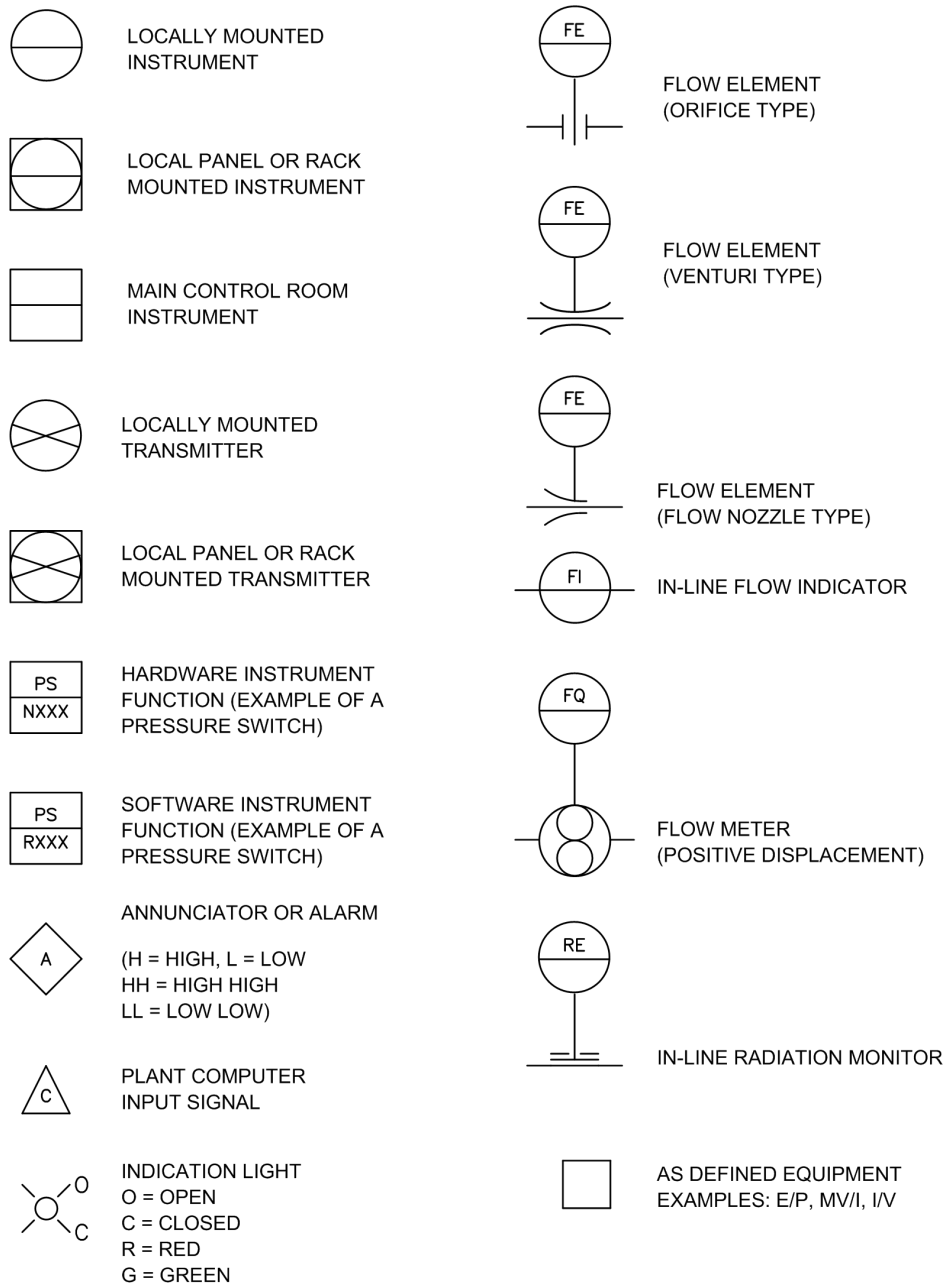 LOCALLY MOUNTED
INSTRUMENT
LOCAL PANEL OR RACK
MOUNTED INSTRUMENT
MAIN CONTROL ROOM
INSTRUMENT
LOCALLY MOUNTED
TRANSMITTER
LOCAL PANEL OR RACK
MOUNTED TRANSMITTER
PS
NXXX
HARDWARE INSTRUMENT
FUNCTION (EXAMPLE OF A
PRESSURE SWITCH)
PS
RXXX
SOFTWARE INSTRUMENT
FUNCTION (EXAMPLE OF A
PRESSURE SWITCH)
A
ANNUNCIATOR OR ALARM
(H = HIGH, L = LOW
HH = HIGH HIGH
LL = LOW LOW)
C
PLANT COMPUTER
INPUT SIGNAL
O
C
INDICATION LIGHT
O = OPEN
C = CLOSED
R = RED
G = GREEN
FE
FLOW ELEMENT
(ORIFICE TYPE)
FE
FLOW ELEMENT
(VENTURI TYPE)
FE
FLOW ELEMENT
(FLOW NOZZLE TYPE)
FI
IN-LINE FLOW INDICATOR
FQ
FLOW METER
(POSITIVE DISPLACEMENT)
RE
IN-LINE RADIATION MONITOR
AS DEFINED EQUIPMENT
EXAMPLES: E/P, MV/I, I/V